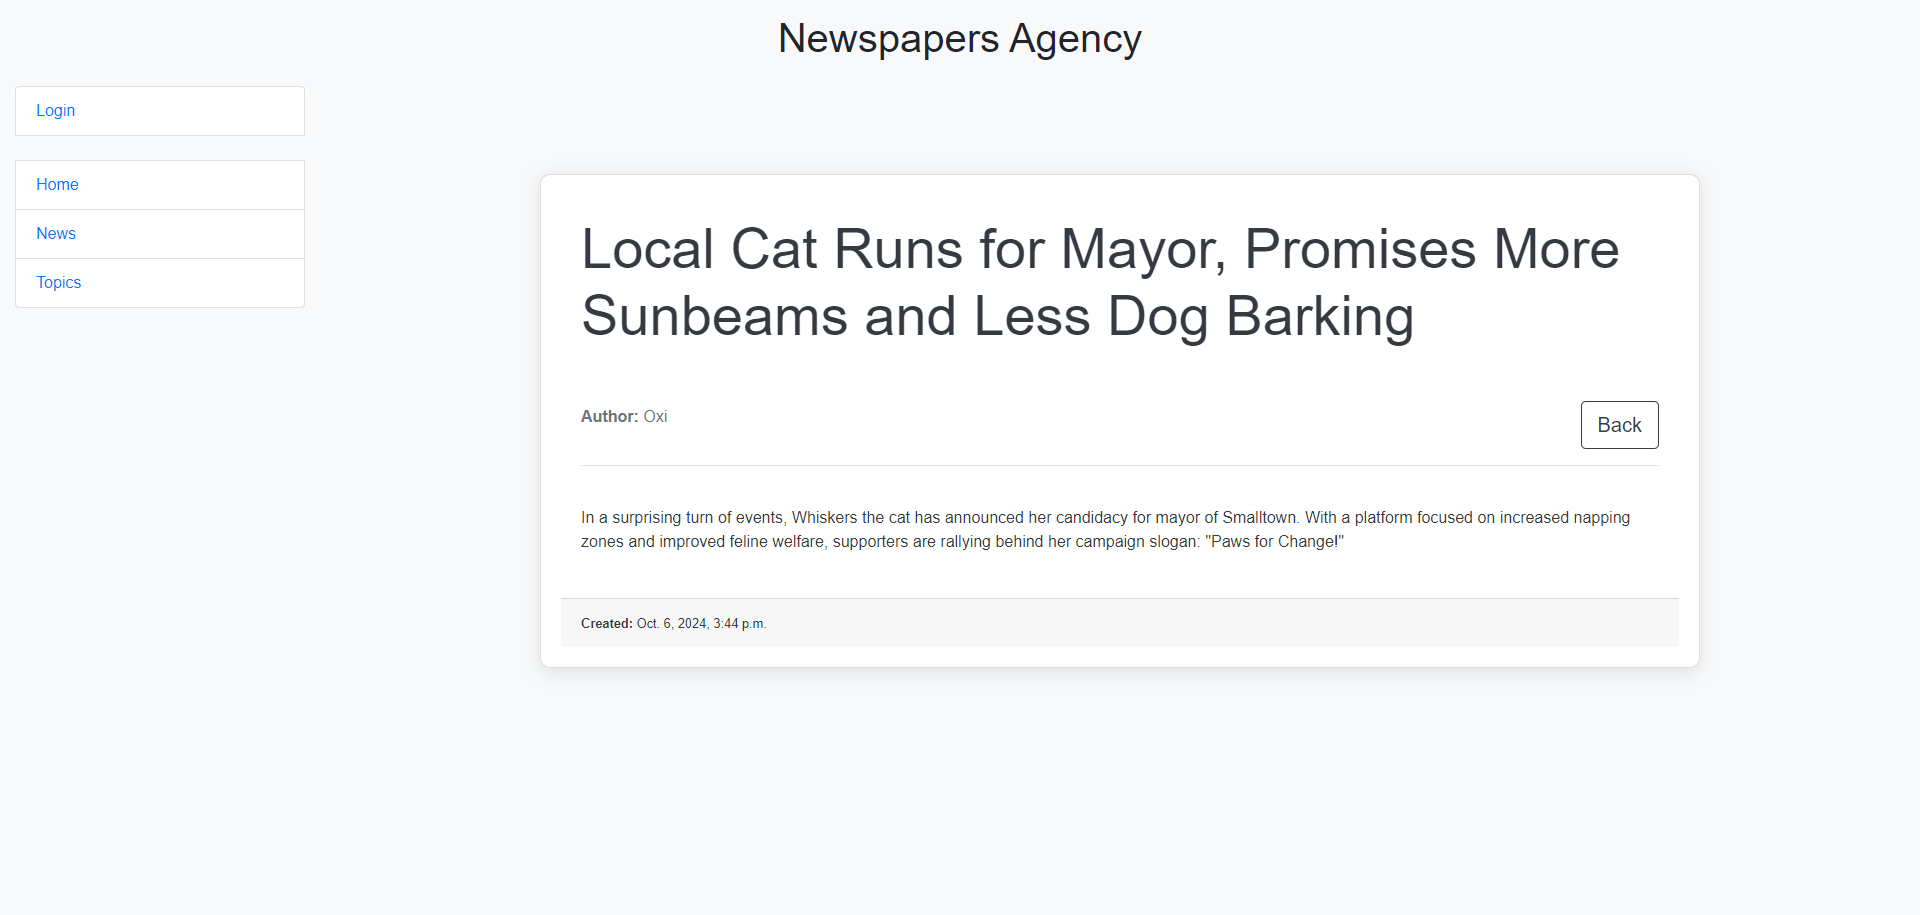 Newspapers Agency
Login
Home
News
Topics
Local Cat Runs for Mayor, Promises More
Sunbeams and Less Dog Barking
Author: Oxi
Back
In a surprising turn of events, Whiskers the cat has announced her candidacy for mayor of Smalltown. With a platform focused on increased napping
zones and improved feline welfare, supporters are rallying behind her campaign slogan: "Paws for Change!"
Created: Oct. 6, 2024, 3:44 p.m.